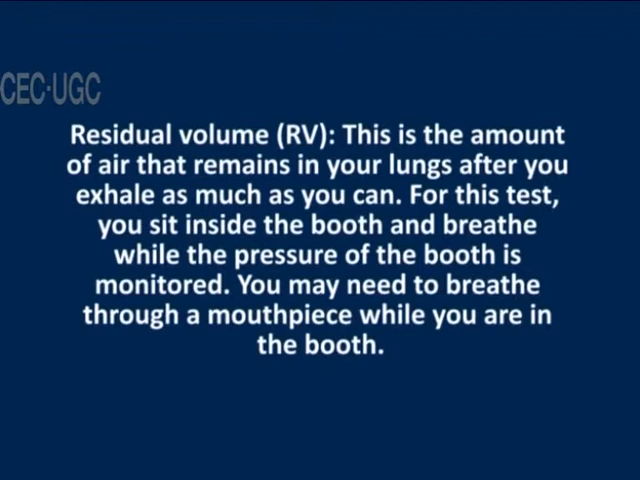 CEC-UGC
Residual volume (RV): This is the amount
of air that remains in your lungs after you
exhale as much as you can. For this test,
you sit inside the booth and breathe
while the pressure of the booth is
monitored. You may need to breathe
through a mouthpiece while you are in
the booth.